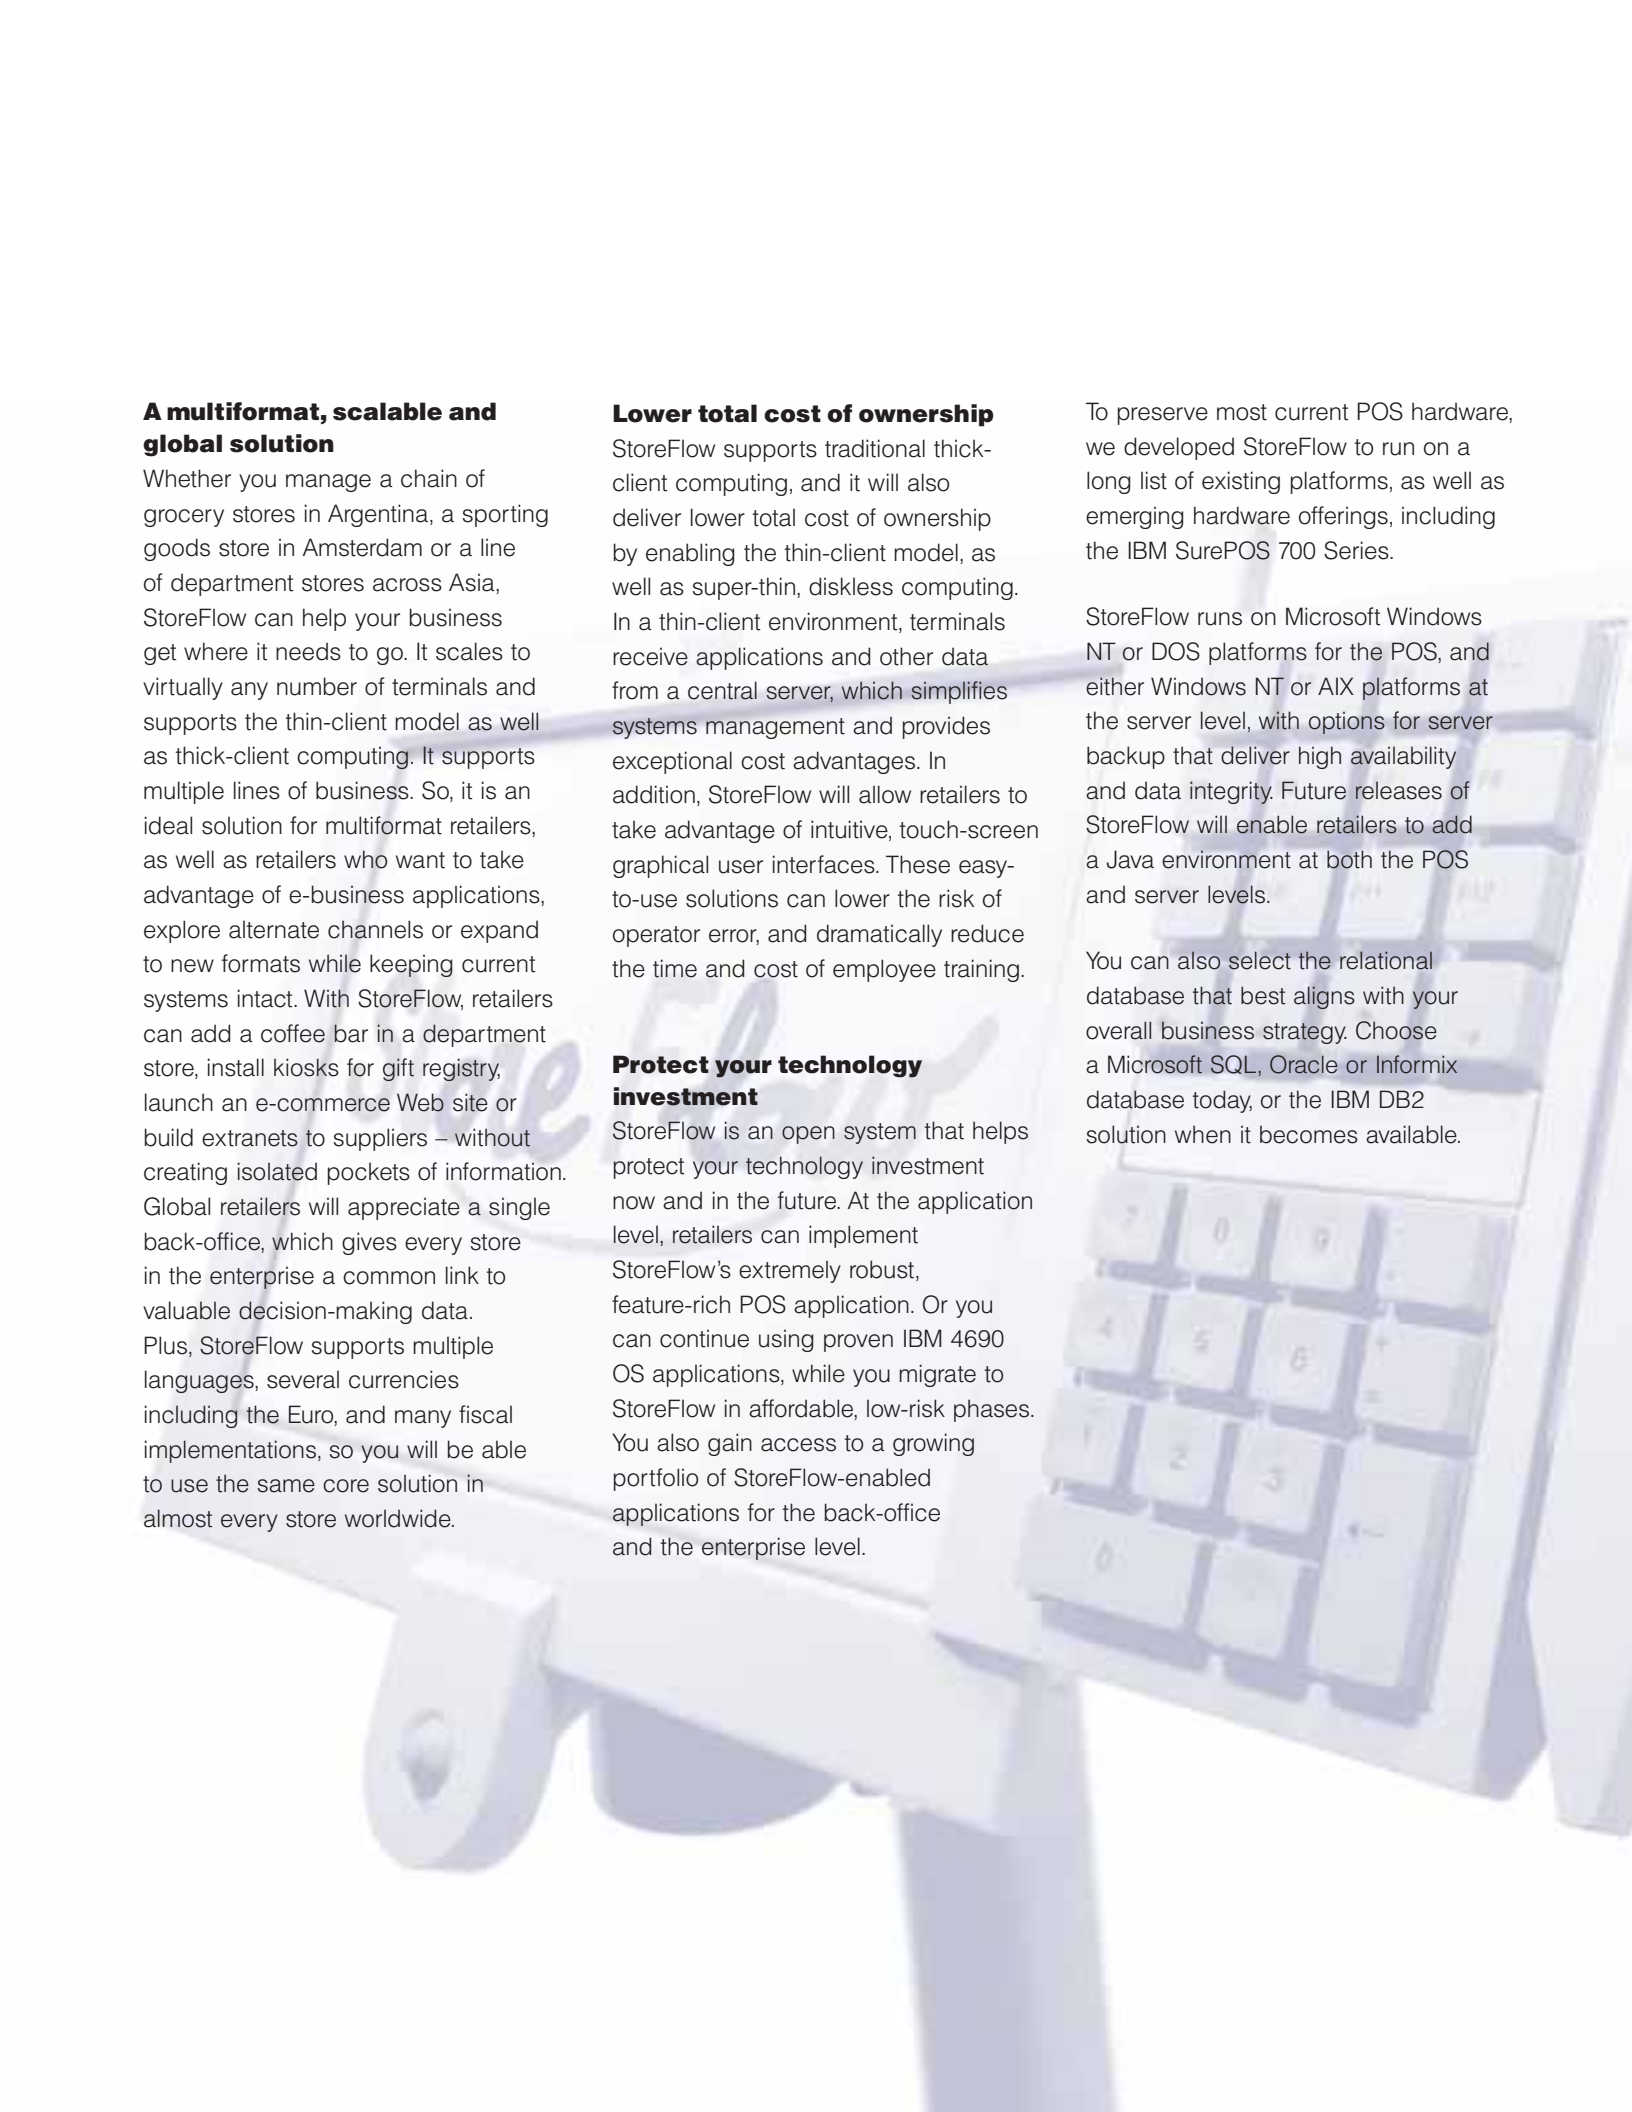 A multiformat, scalable and
global solution
Whether you manage a chain of
grocery stores in Argentina, a sporting
goods store in Amsterdam or a line
of department stores across Asia,
StoreFlow can help your business
get where it needs to go. It scales to
virtually any number of terminals and
supports the thin-client model as well
as thick-client computing. It supports
multiple lines of business. So, it is an
ideal solution for multiformat retailers,
as well as retailers who want to take
advantage of e-business applications,
explore alternate channels or expand
to new formats while keeping current
systems intact. With StoreFlow, retailers
can add a coffee bar in a department
store, install kiosks for gift registry,
launch an e-commerce Web site or
build extranets to suppliers – without
creating isolated pockets of information.
Global retailers will appreciate a single
back-office, which gives every store
in the enterprise a common link to
valuable decision-making data.
Plus, StoreFlow supports multiple
languages, several currencies
including the Euro, and many fiscal
implementations, so you will be able
to use the same core solution in
almost every store worldwide.
Lower total cost of ownership
StoreFlow supports traditional thick-
client computing, and it will also
deliver lower total cost of ownership
by enabling the thin-client model, as
well as super-thin, diskless computing.
In a thin-client environment, terminals
receive applications and other data
from a central server, which simplifies
systems management and provides
exceptional cost advantages. In
addition, StoreFlow will allow retailers to
take advantage of intuitive, touch-screen
graphical user interfaces. These easy-
to-use solutions can lower the risk of
operator error, and dramatically reduce
the time and cost of employee training.
Protect your technology
investment
StoreFlow is an open system that helps
protect your technology investment
now and in the future. At the application
level, retailers can implement
StoreFlow’s extremely robust,
feature-rich POS application. Or you
can continue using proven IBM 4690
OS applications, while you migrate to
StoreFlow in affordable, low-risk phases.
You also gain access to a growing
portfolio of StoreFlow-enabled
applications for the back-office
and the enterprise level.
To preserve most current POS hardware,
we developed StoreFlow to run on a
long list of existing platforms, as well as
emerging hardware offerings, including
the IBM SurePOS 700 Series.
StoreFlow runs on Microsoft Windows
NT or DOS platforms for the POS, and
either Windows NT or AIX platforms at
the server level, with options for server
backup that deliver high availability
and data integrity. Future releases of
StoreFlow will enable retailers to add
a Java environment at both the POS
and server levels.
You can also select the relational
database that best aligns with your
overall business strategy. Choose
a Microsoft SQL, Oracle or Informix
database today, or the IBM DB2
solution when it becomes available.
Store Flow
7 8 9
4 5 6
1 2 3
0